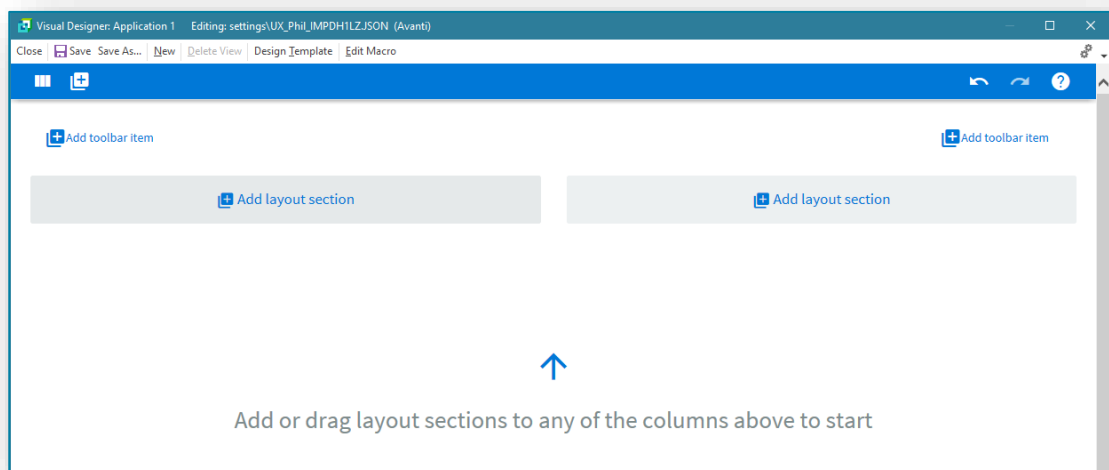 Visual Designer: Application 1 Editing: settings\UX_Phil_IMPDH1LZ.JSON (Avanti)
Close Save Save As... New Delete View Design Template Edit Macro
Add toolbar item Add toolbar item
Add layout section Add layout section
Add or drag layout sections to any of the columns above to start